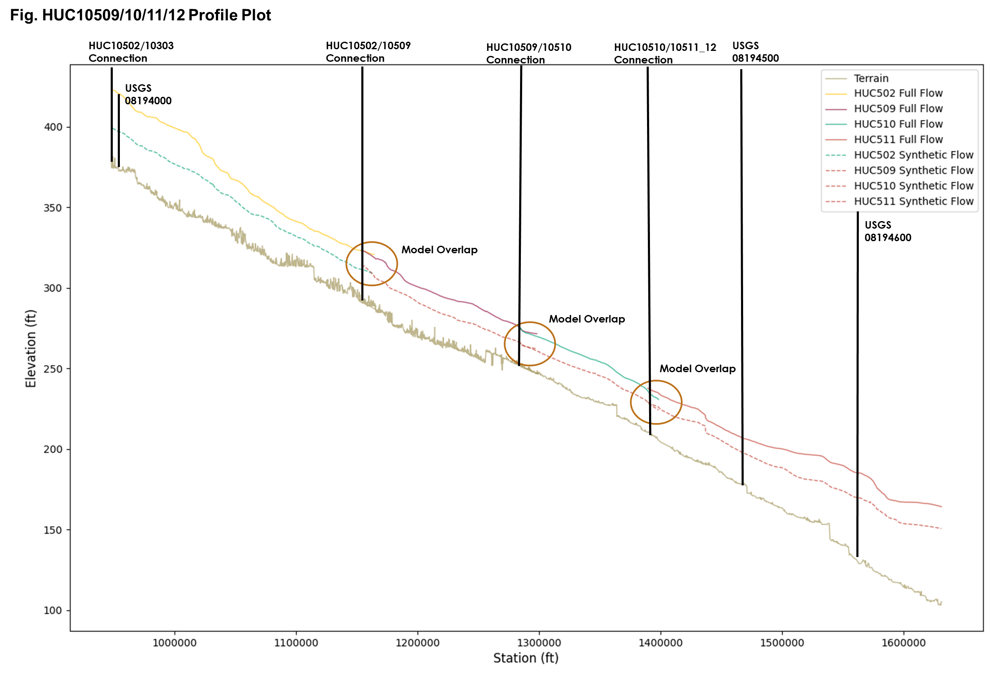 Fig. HUC10509/10/11/12 Profile Plot
HUC10502/10303
Connection
HUC10502/10509
Connection
HUC10509/10510
Connection
HUC10510/10511_12
Connection
USGS
08194500
USGS
08194000
Terrain
HUC502 Full Flow
HUC509 Full Flow
HUC510 Full Flow
HUC511 Full Flow
HUC502 Synthetic Flow
HUC509 Synthetic Flow
HUC510 Synthetic Flow
HUC511 Synthetic Flow
USGS
08194600
Model Overlap
Model Overlap
Model Overlap
Elevation (ft)
400
350
300
250
200
150
100
1000000
1100000
1200000
1300000
1400000
1500000
1600000
Station (ft)